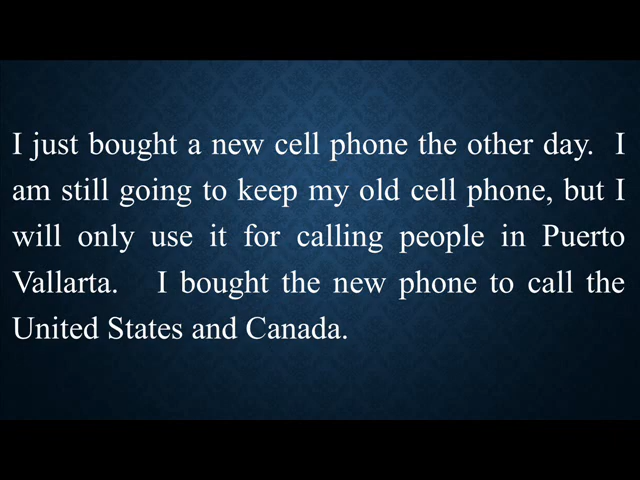 I just bought a new cell phone the other day.  I
am still going to keep my old cell phone, but I
will only use it for calling people in Puerto
Vallarta.   I bought the new phone to call the
United States and Canada.